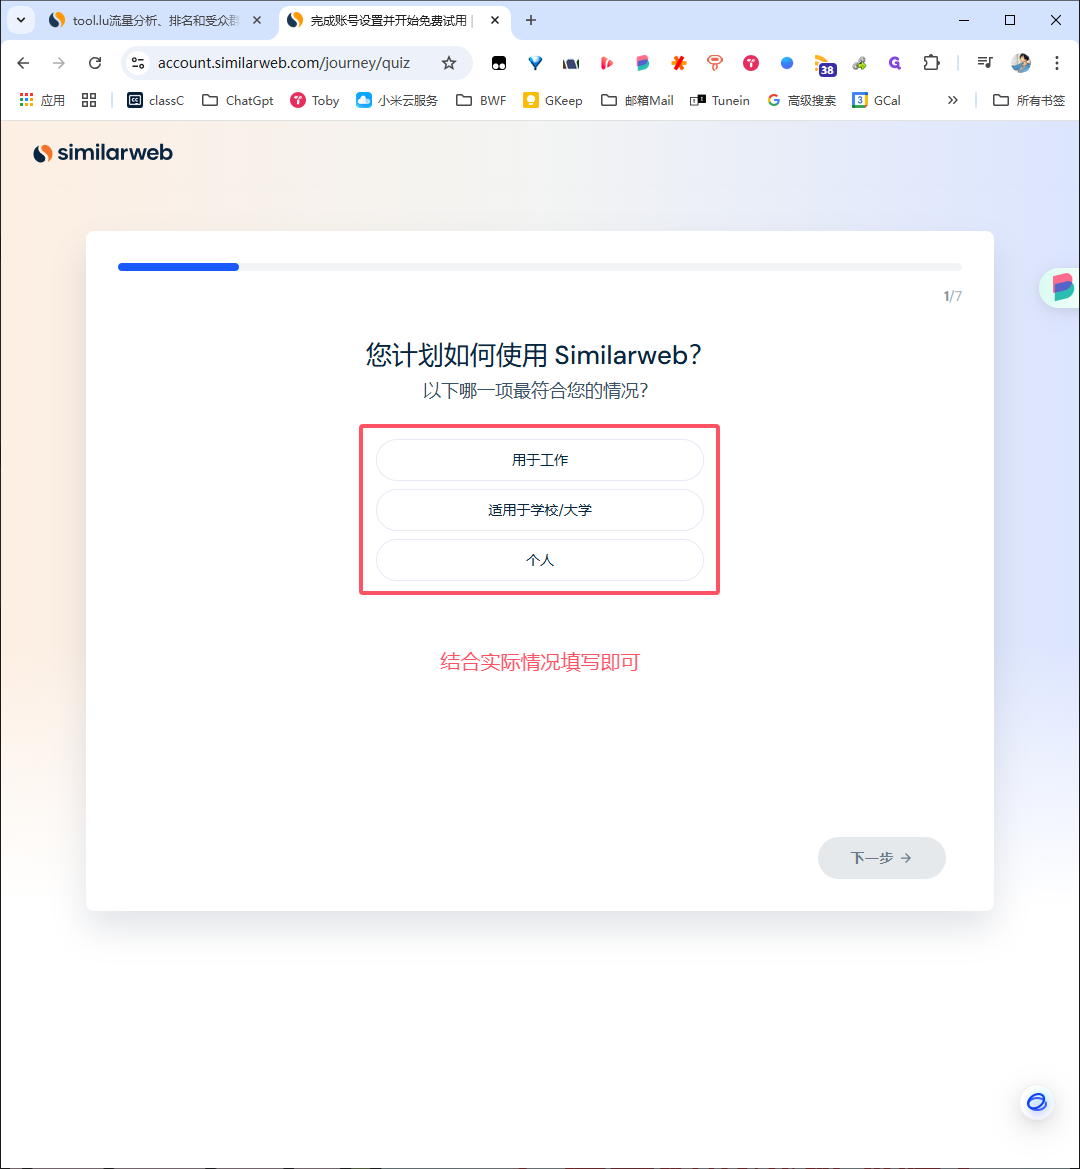 tool.lu流量分析、排名和受众群
完成账号设置并开始免费试用 |
account.similarweb.com/journey/quiz
38
应用
classC
ChatGpt
Toby
小米云服务
BWF
GKeep
邮箱Mail
Tunein
高级搜索
3
GCal
所有书签
similarweb
1/7
您计划如何使用 Similarweb?
以下哪一项最符合您的情况?
用于工作
适用于学校/大学
个人
结合实际情况填写即可
下一步 →